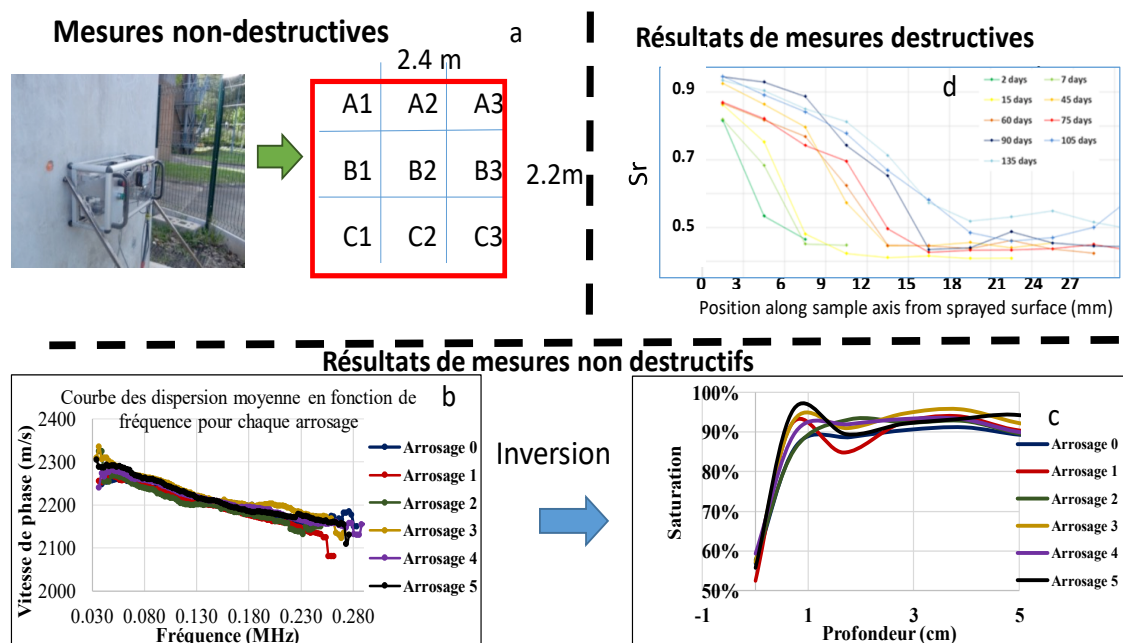 Mesures non-destructives
a
2.4 m
A1 A2 A3
B1 B2 B3
2.2m
C1 C2 C3
Résultats de mesures destructives
d
2 days 7 days
15 days 45 days
60 days 75 days
90 days 105 days
135 days
Sr
0.9
0.7
0.5
0 3 6 9 12 15 18 21 24 27
Position along sample axis from sprayed surface (mm)
Résultats de mesures non destructifs
Courbe des dispersion moyenne en fonction de
fréquence pour chaque arrosage
b
Vitesse de phase (m/s)
2400
2300
2200
2100
2000
0.030 0.080 0.130 0.180 0.230 0.280
Fréquence (MHz)
Arrosage 0
Arrosage 1
Arrosage 2
Arrosage 3
Arrosage 4
Arrosage 5
Inversion
c
Saturation
100%
90%
80%
70%
60%
50%
-1 1 3 5
Profondeur (cm)
Arrosage 0
Arrosage 1
Arrosage 2
Arrosage 3
Arrosage 4
Arrosage 5